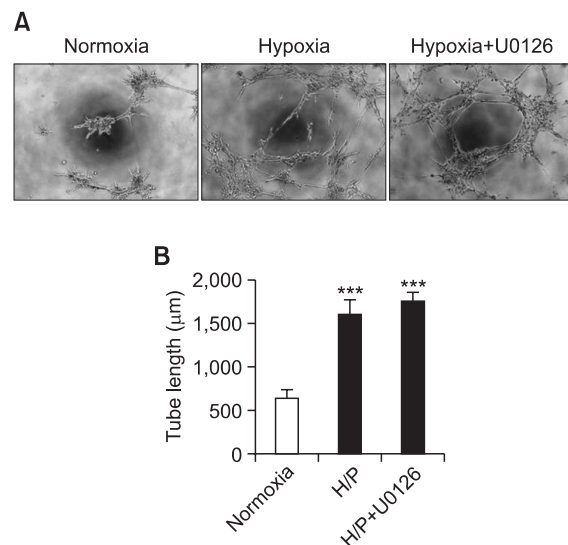 A
Normoxia
Hypoxia
Hypoxia+U0126
B
Tube length (μm)
2,000
1,500
1,000
500
0
***
***
Normoxia
H/P
H/P+U0126